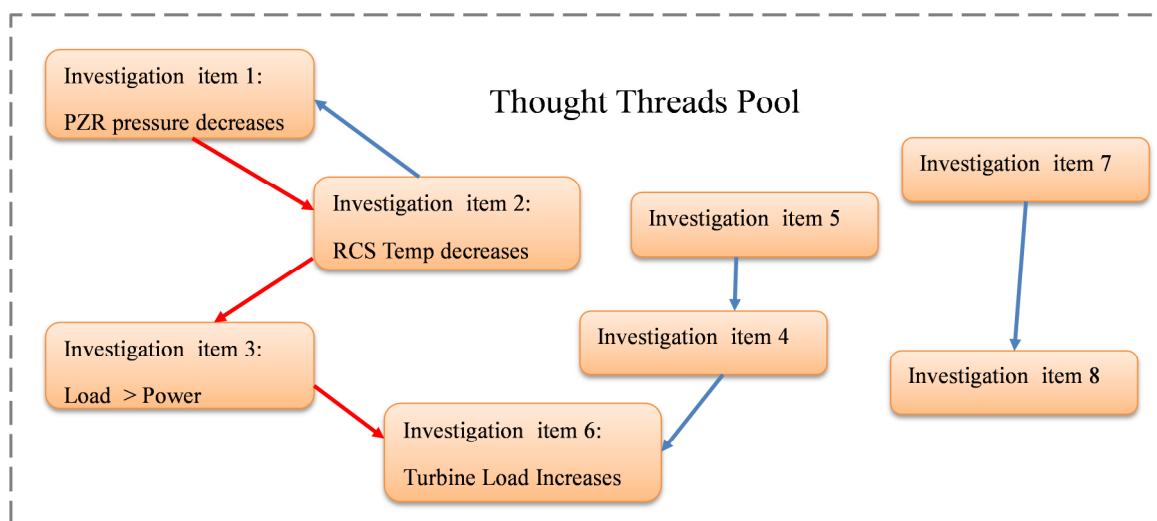 Investigation item 1:
PZR pressure decreases
Thought Threads Pool
Investigation item 7
Investigation item 2:
RCS Temp decreases
Investigation item 5
Investigation item 4
Investigation item 3:
Load > Power
Investigation item 8
Investigation item 6:
Turbine Load Increases